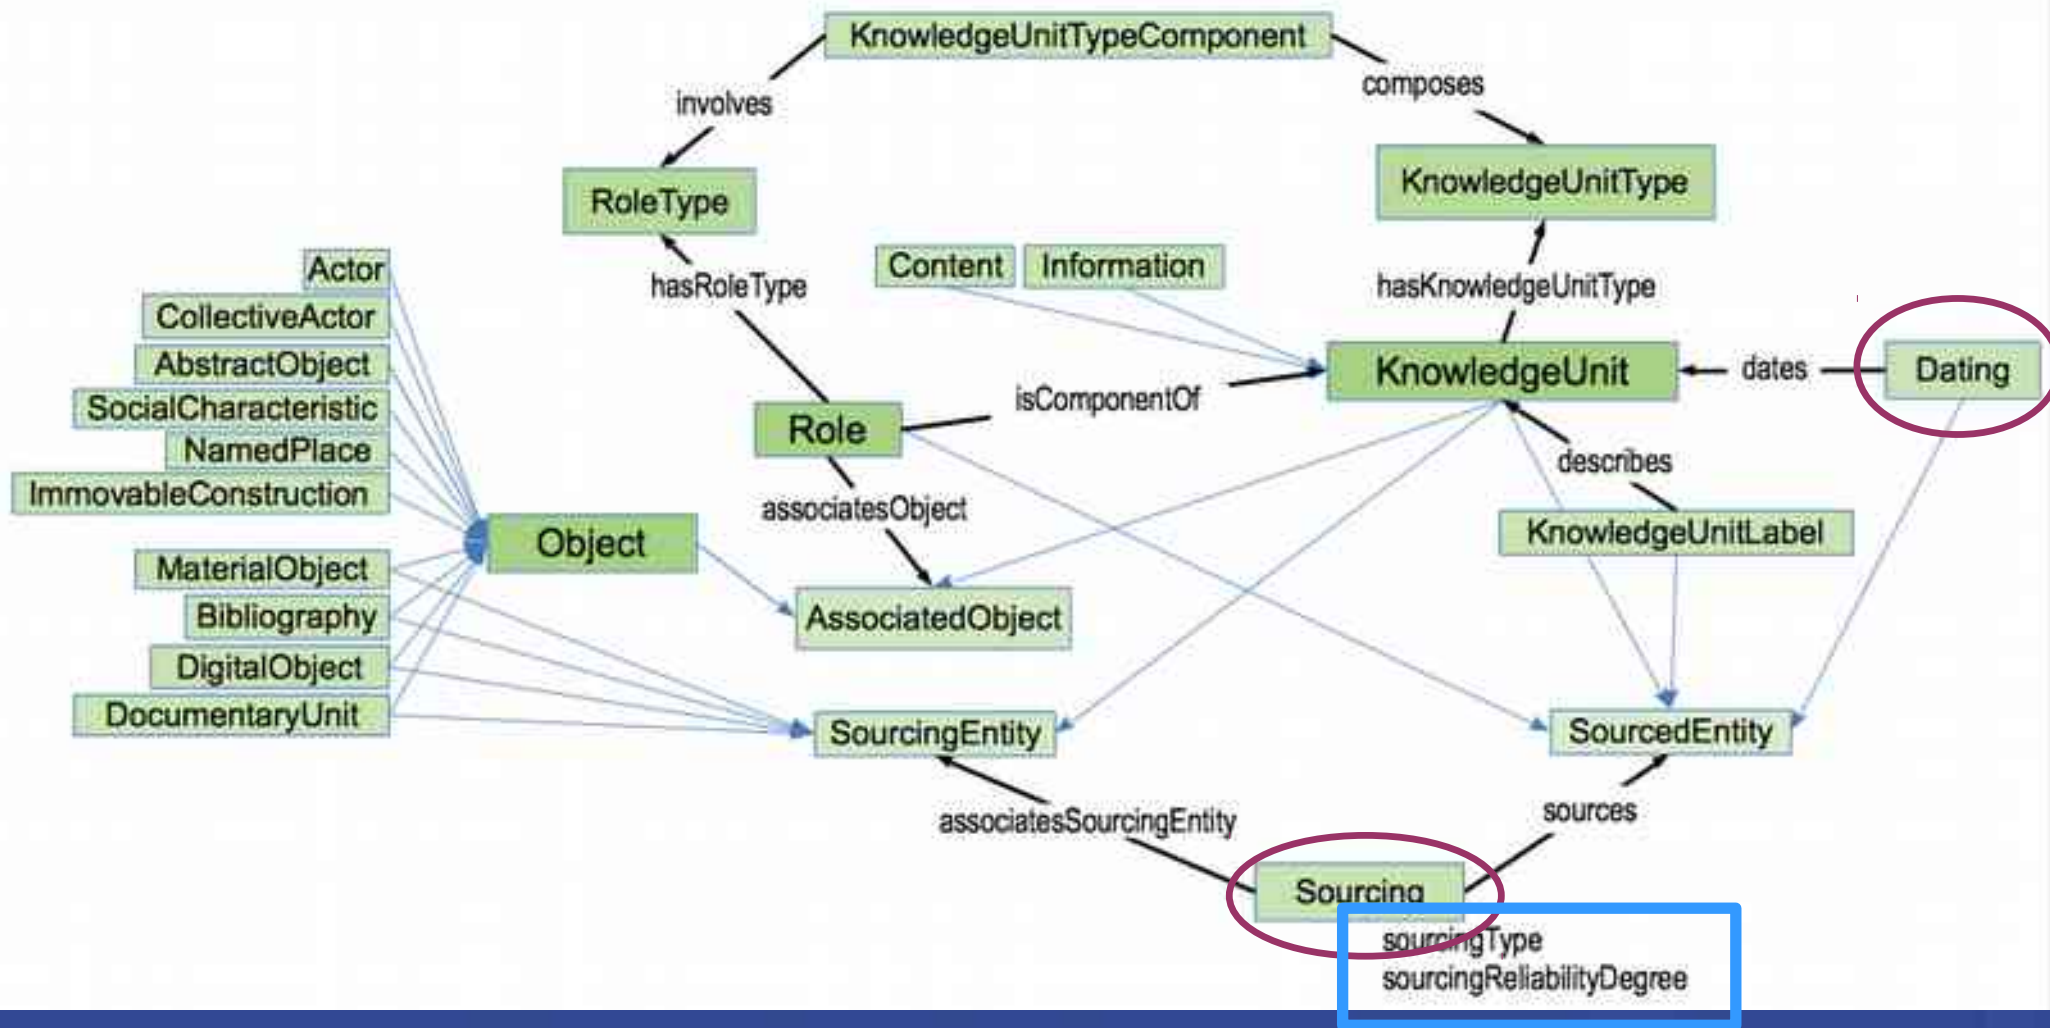 KnowledgeUnitTypeComponent
composes
involves
KnowledgeUnitType
RoleType
Actor
Content
Information
hasRoleType
hasKnowledgeUnitType
CollectiveActor
AbstractObject
KnowledgeUnit
dates
Dating
isComponentOf
SocialCharacteristic
Role
NamedPlace
describes
ImmovableConstruction
associatesObject
KnowledgeUnitLabel
Object
MaterialObject
Bibliography
AssociatedObject
DigitalObject
DocumentaryUnit
SourcingEntity
SourcedEntity
associatesSourcingEntity
sources
Sourcing
sourcingType
sourcingReliabilityDegree